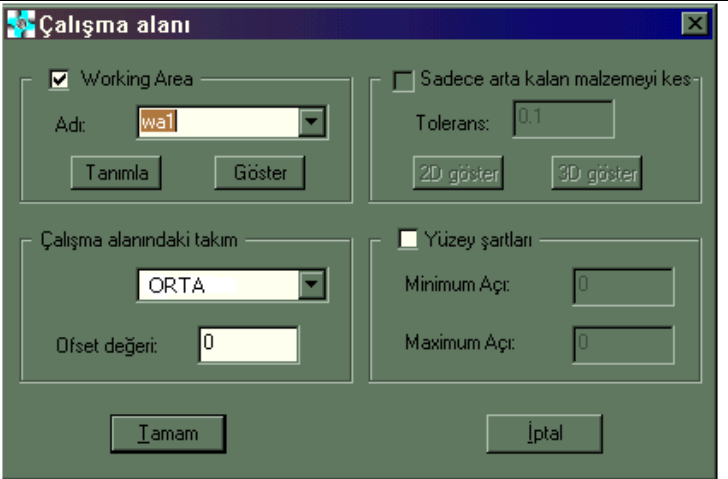 Çalışma alanı
Working Area
Adı: wa1
Tanımla Göster
Sadece arta kalan malzemeyi kes
Tolerans: 0.1
2D göster 3D göster
Çalışma alanındaki takım
ORTA
Ofset değeri: 0
Yüzey şartları
Minimum Açı: 0
Maximum Açı: 0
Tamam İptal